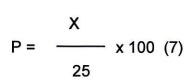 X
P = x 100 (7)
25